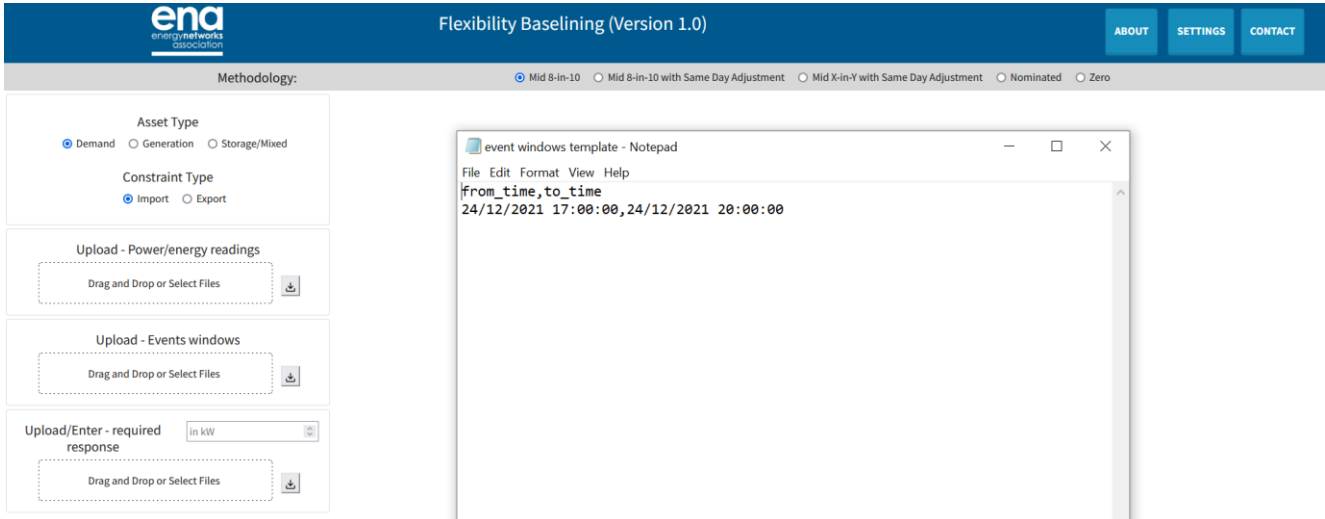 ena
energynetworks
association
Flexibility Baselining (Version 1.0)
ABOUT
SETTINGS
CONTACT
Methodology:
Mid 8-in-10
Mid 8-in-10 with Same Day Adjustment
Mid X-in-Y with Same Day Adjustment
Nominated
Zero
Asset Type
Demand
Generation
Storage/Mixed
Constraint Type
Import
Export
Upload - Power/energy readings
Drag and Drop or Select Files
Upload - Events windows
Drag and Drop or Select Files
Upload/Enter - required
response
in kW
Drag and Drop or Select Files
event windows template - Notepad
File Edit Format View Help
from_time,to_time
24/12/2021 17:00:00,24/12/2021 20:00:00